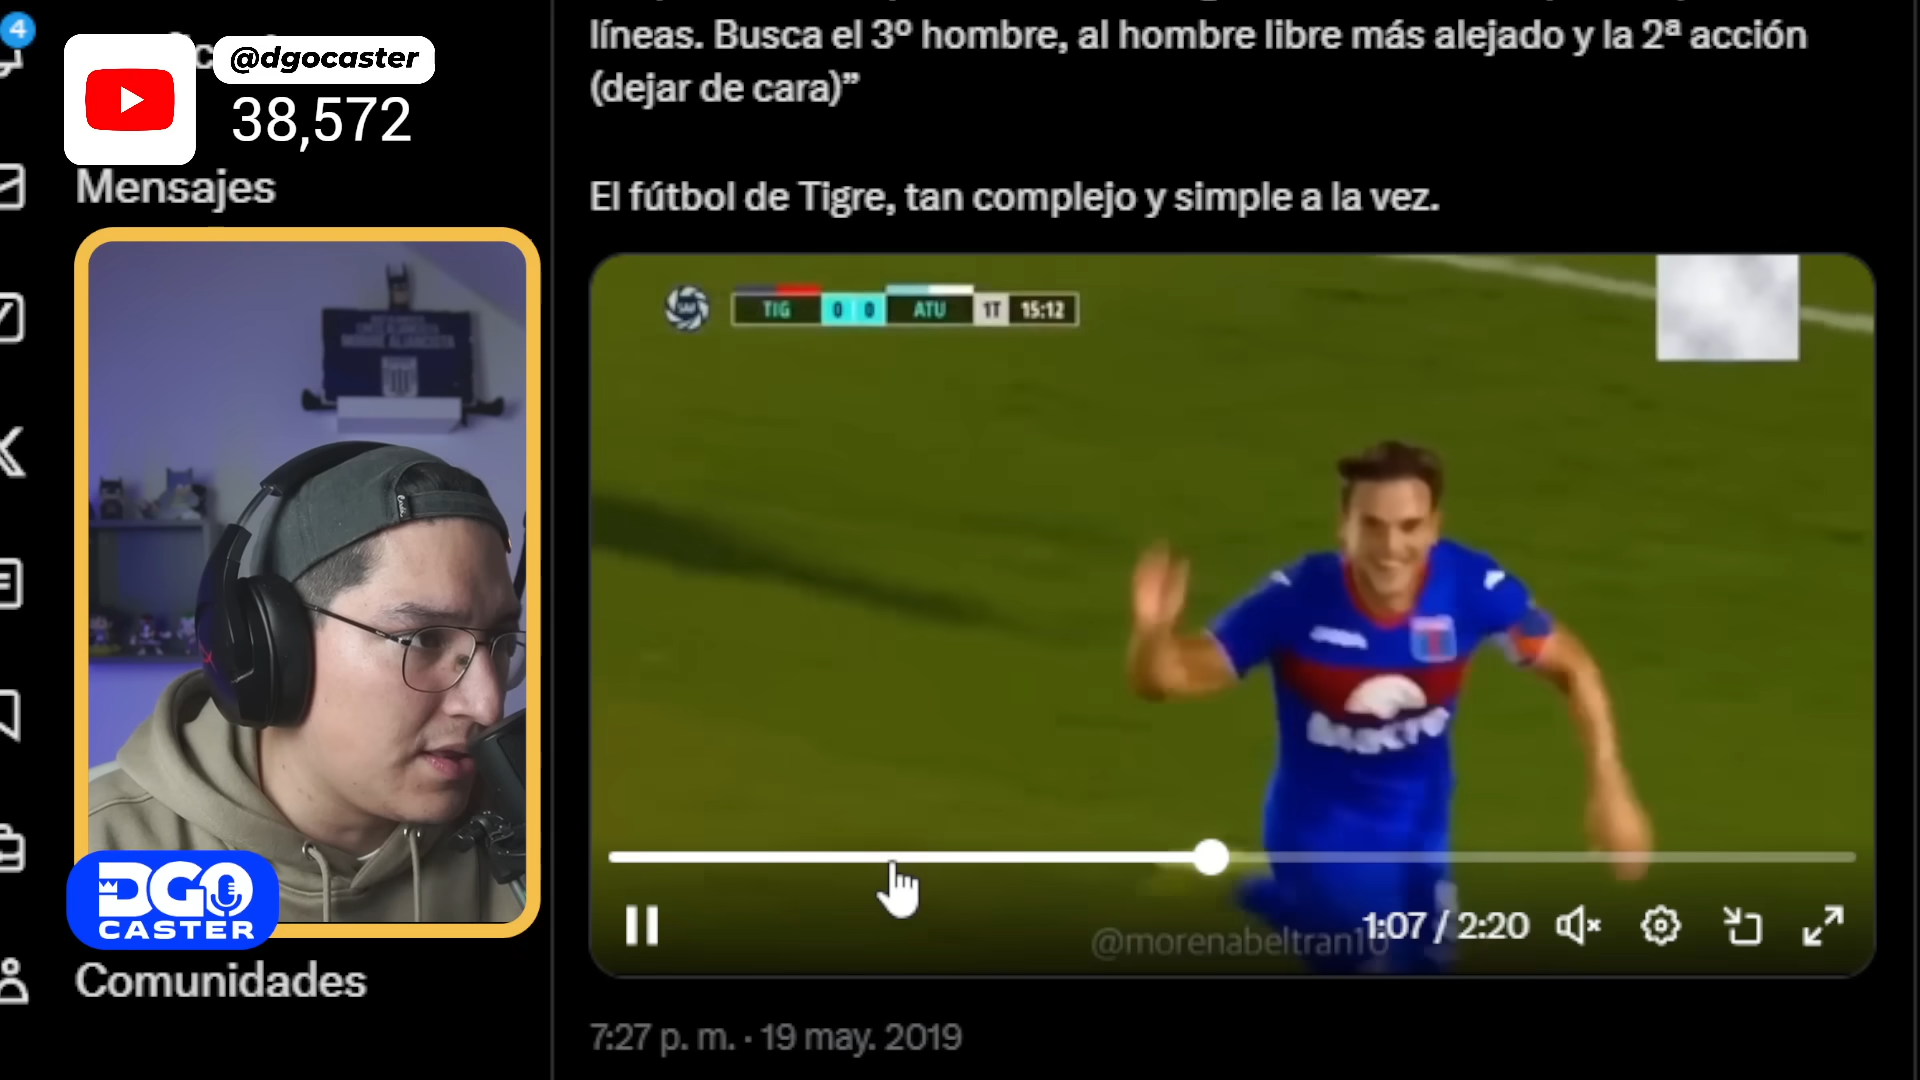 4
@dgocaster
38,572
Mensajes
DGO
CASTER
Comunidades
líneas. Busca el 3º hombre, al hombre libre más alejado y la 2ª acción
(dejar de cara)”
El fútbol de Tigre, tan complejo y simple a la vez.
TIG 0 0 ATU 1T 15:12
1:07 / 2:20
@morenabeltran10
7:27 p. m. · 19 may. 2019